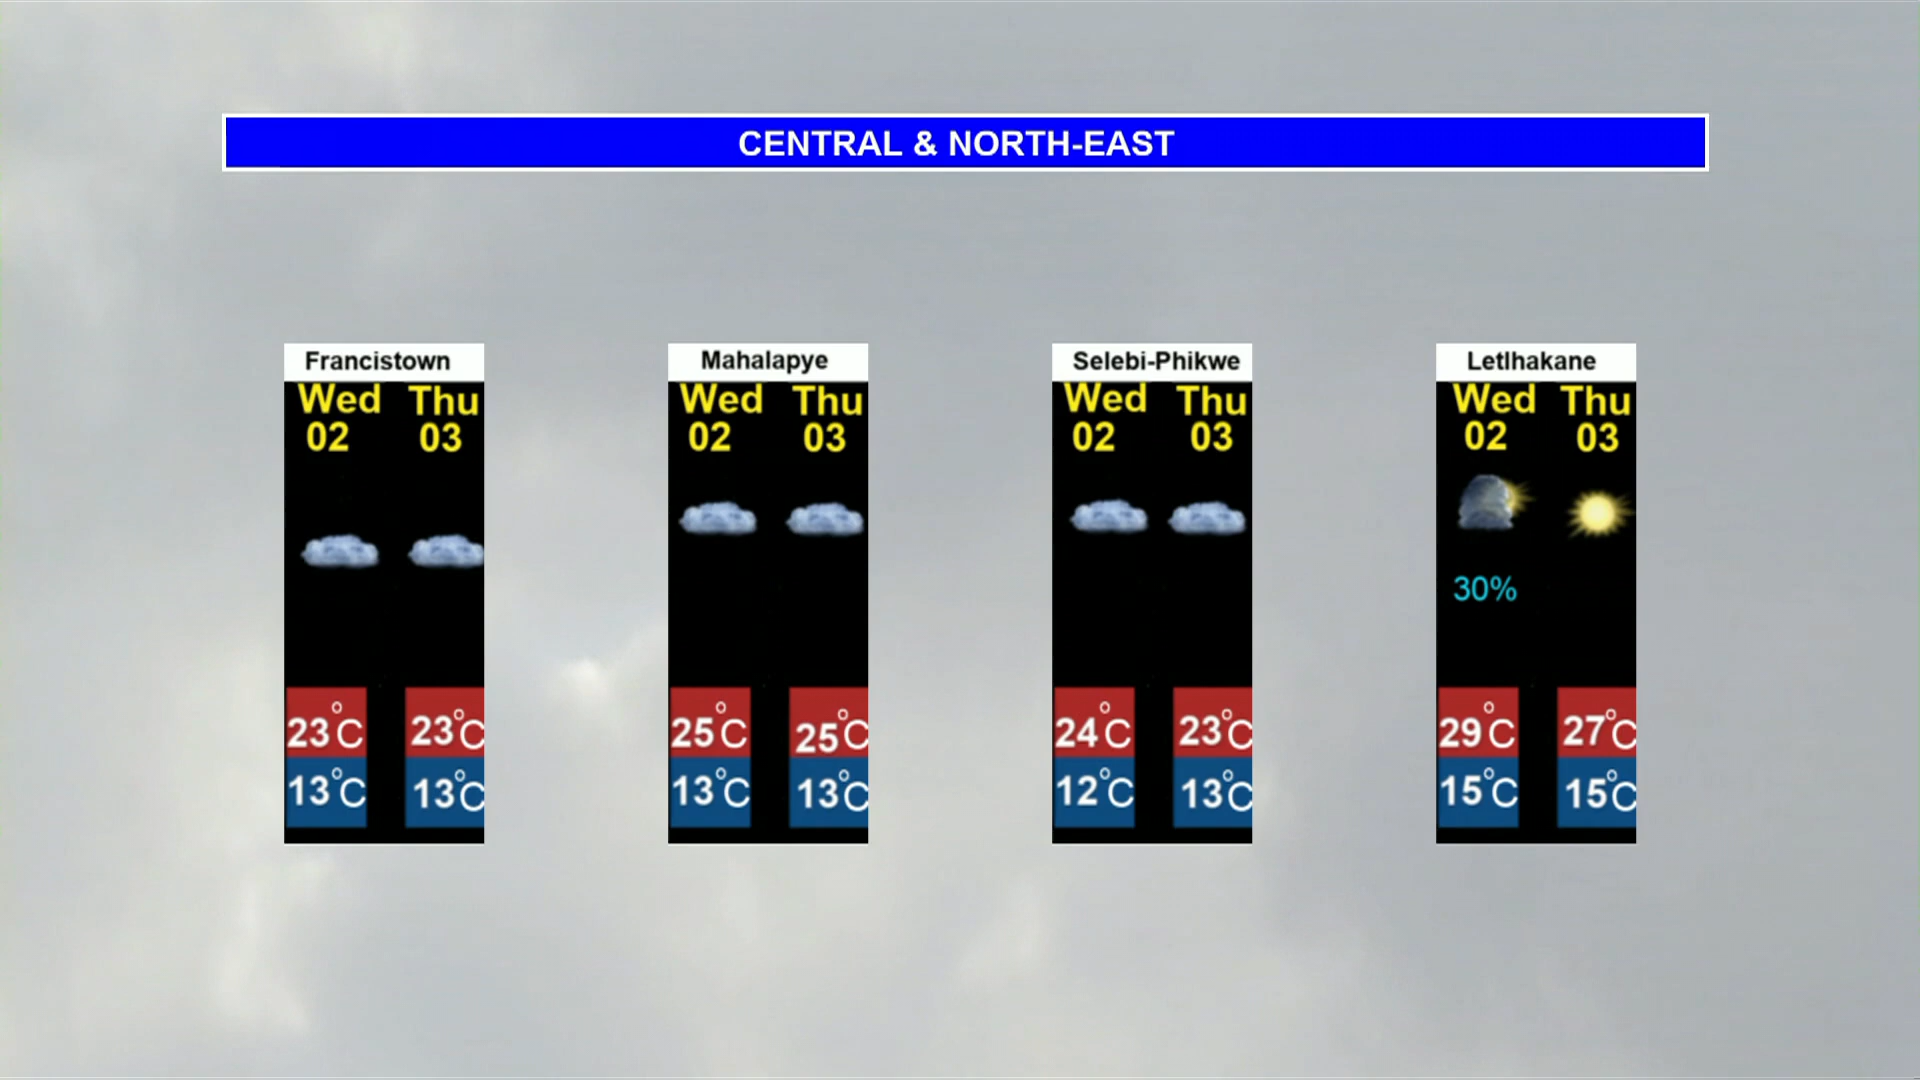 CENTRAL & NORTH-EAST
Francistown
Wed Thu
02 03
23°C 23°C
13°C 13°C
Mahalapye
Wed Thu
02 03
25°C 25°C
13°C 13°C
Selebi-Phikwe
Wed Thu
02 03
24°C 23°C
12°C 13°C
Letlhakane
Wed Thu
02 03
30%
29°C 27°C
15°C 15°C